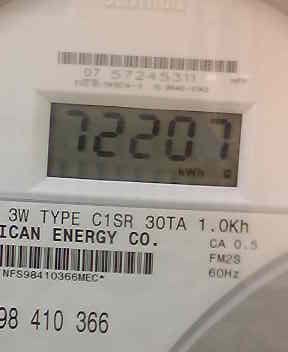 07 57245311
72207
kWh
3W TYPE C1SR 30TA 1.0Kh
ICAN ENERGY CO.
CA 0.5
FM2S
60Hz
NFS98410366MEC*
98 410 366